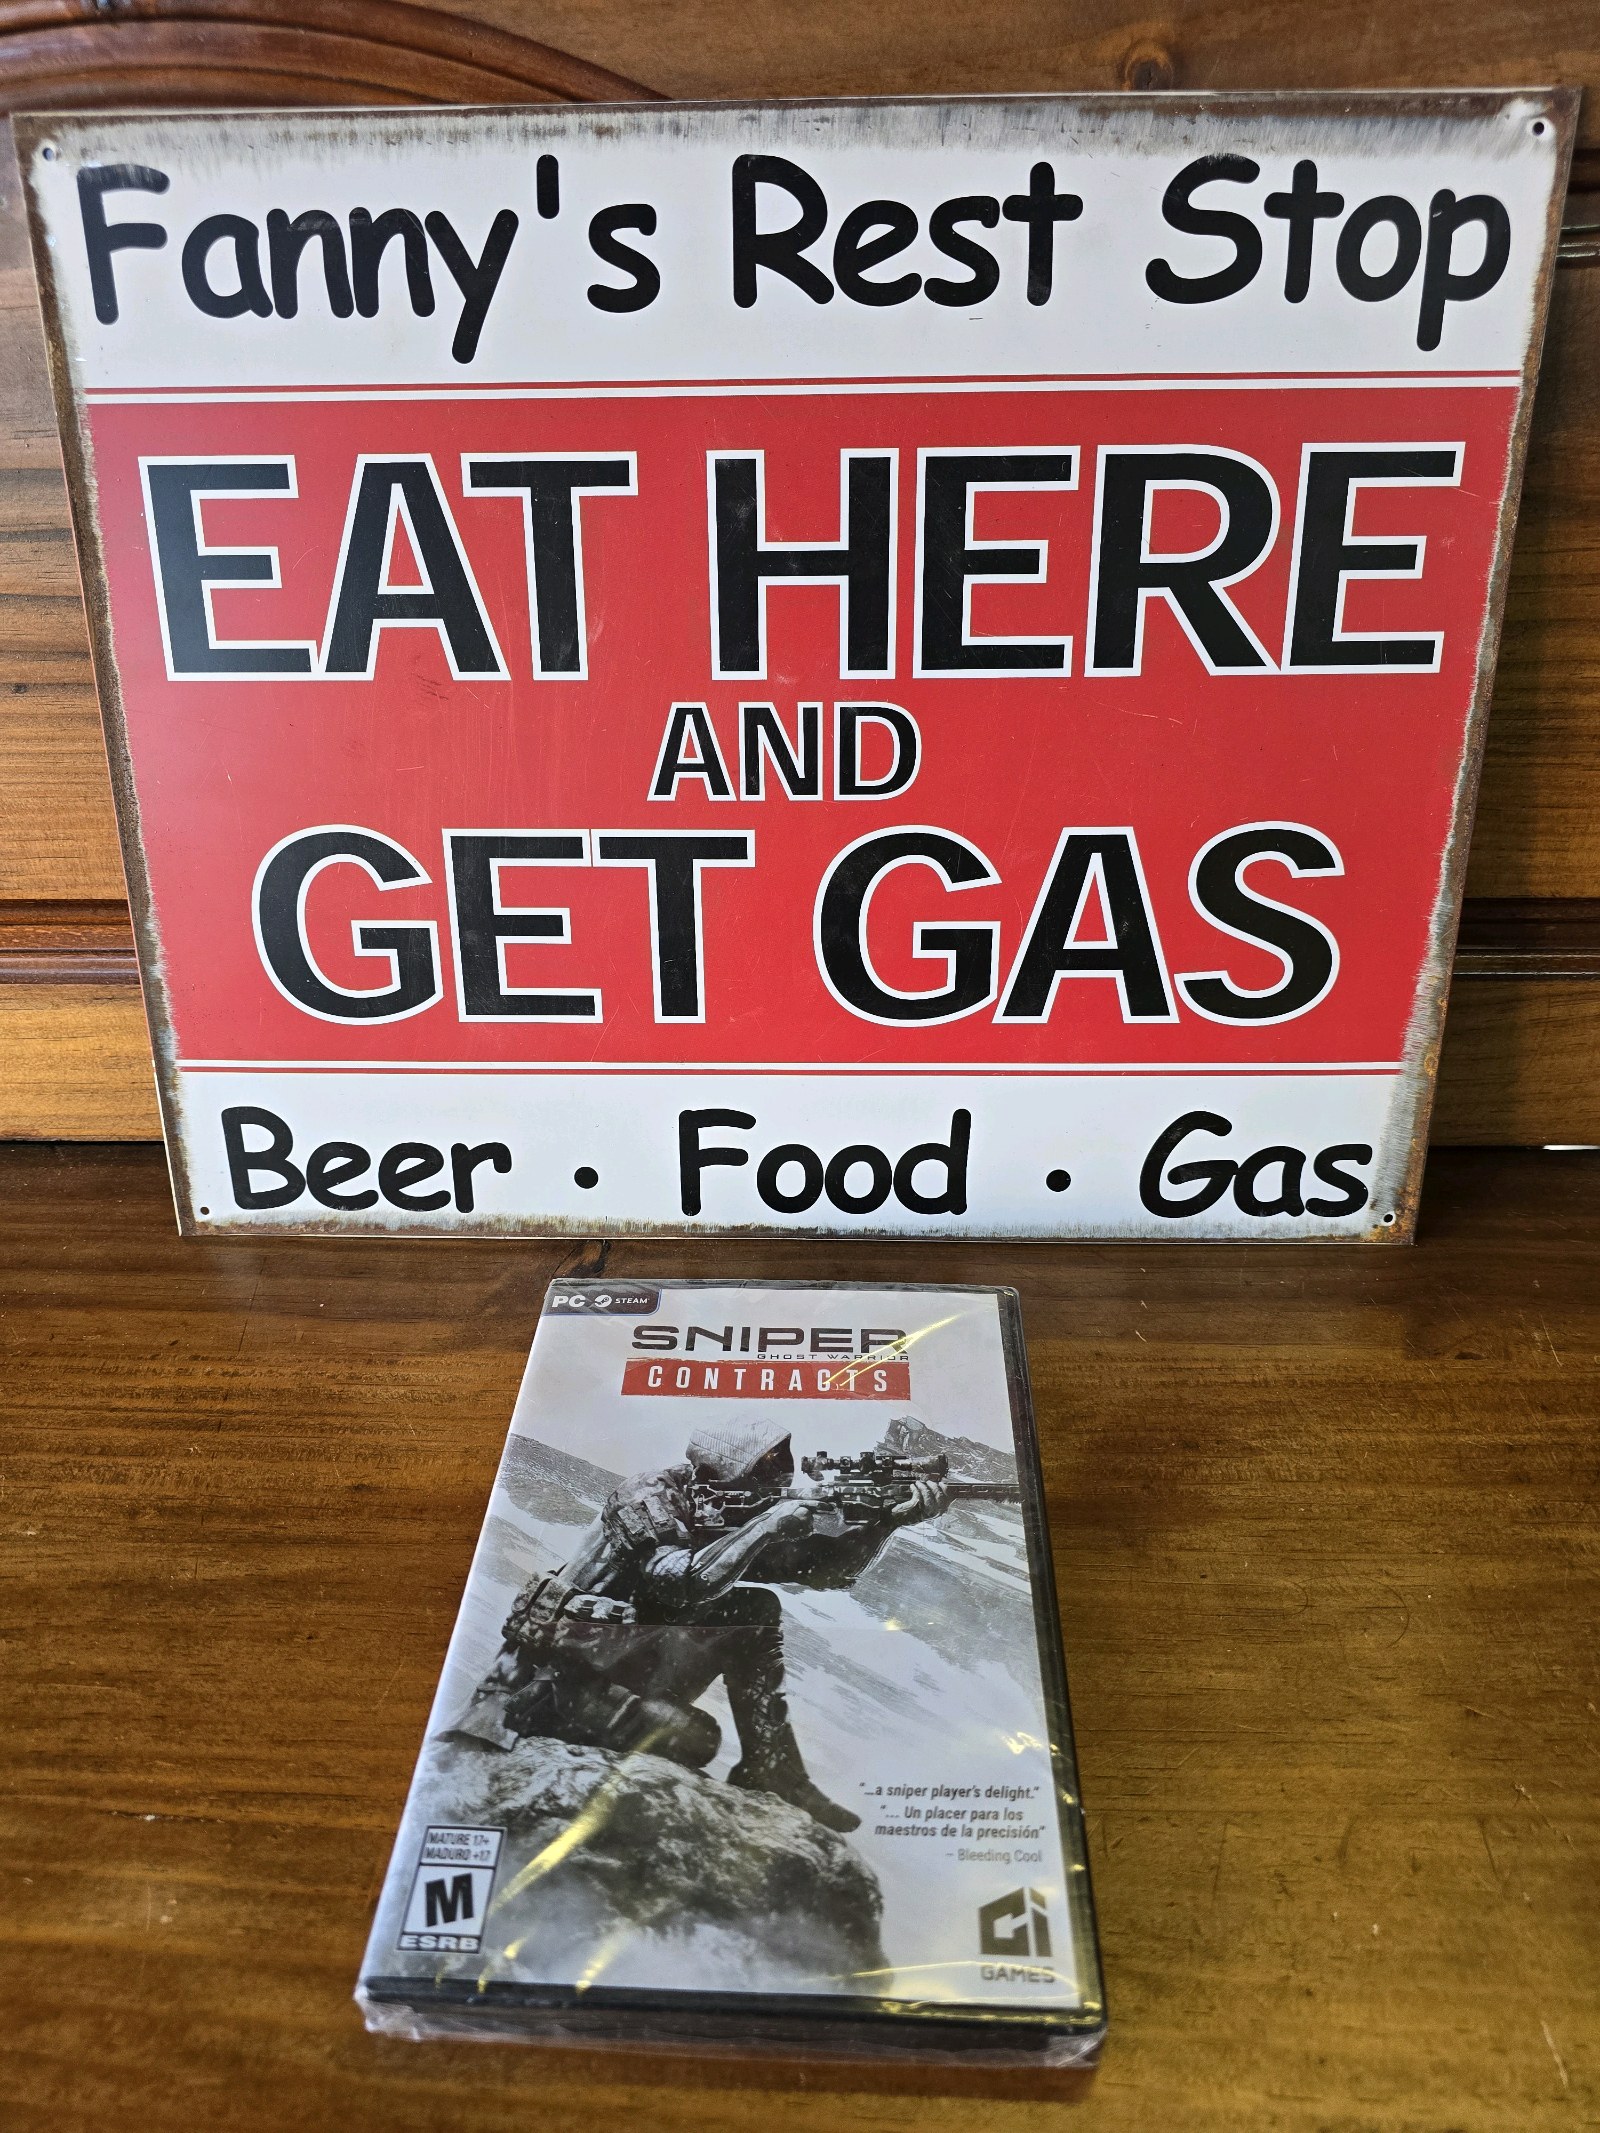 Fanny's Rest Stop
EAT HERE
AND
GET GAS
Beer • Food • Gas
PC STEAM
SNIPER
GHOST WARRIOR
CONTRACTS
"...a sniper player's delight."
"... Un placer para los
maestros de la precisión"
- Bleeding Cool
MATURE 17+
MADURO +17
M
ESRB
CI
GAMES